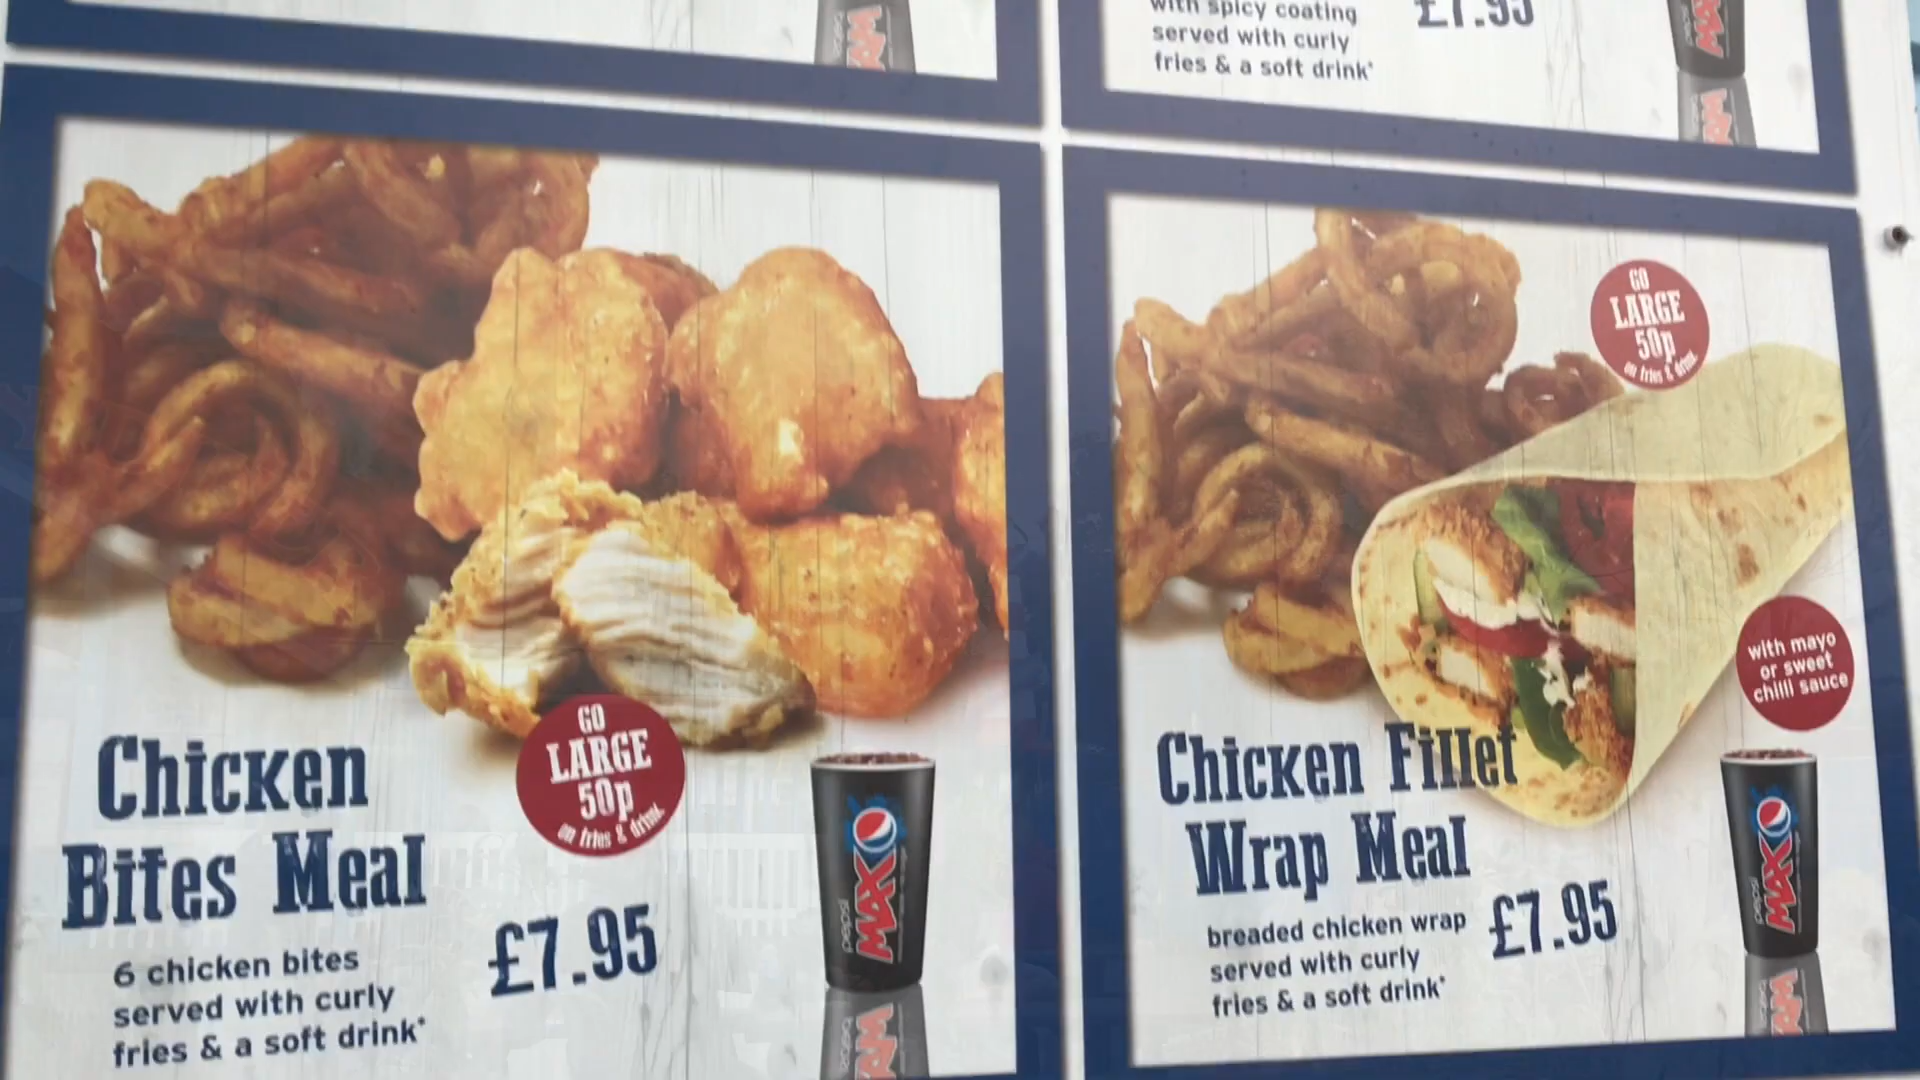 with spicy coating
served with curly
fries & a soft drink*
£7.95
GO
LARGE
50p
on fries & drink
Chicken
Bites Meal
£7.95
6 chicken bites
served with curly
fries & a soft drink*
pepsi
MAX
GO
LARGE
50p
on fries & drink
with mayo
or sweet
chilli sauce
Chicken Fillet
Wrap Meal
£7.95
breaded chicken wrap
served with curly
fries & a soft drink*
pepsi
MAX